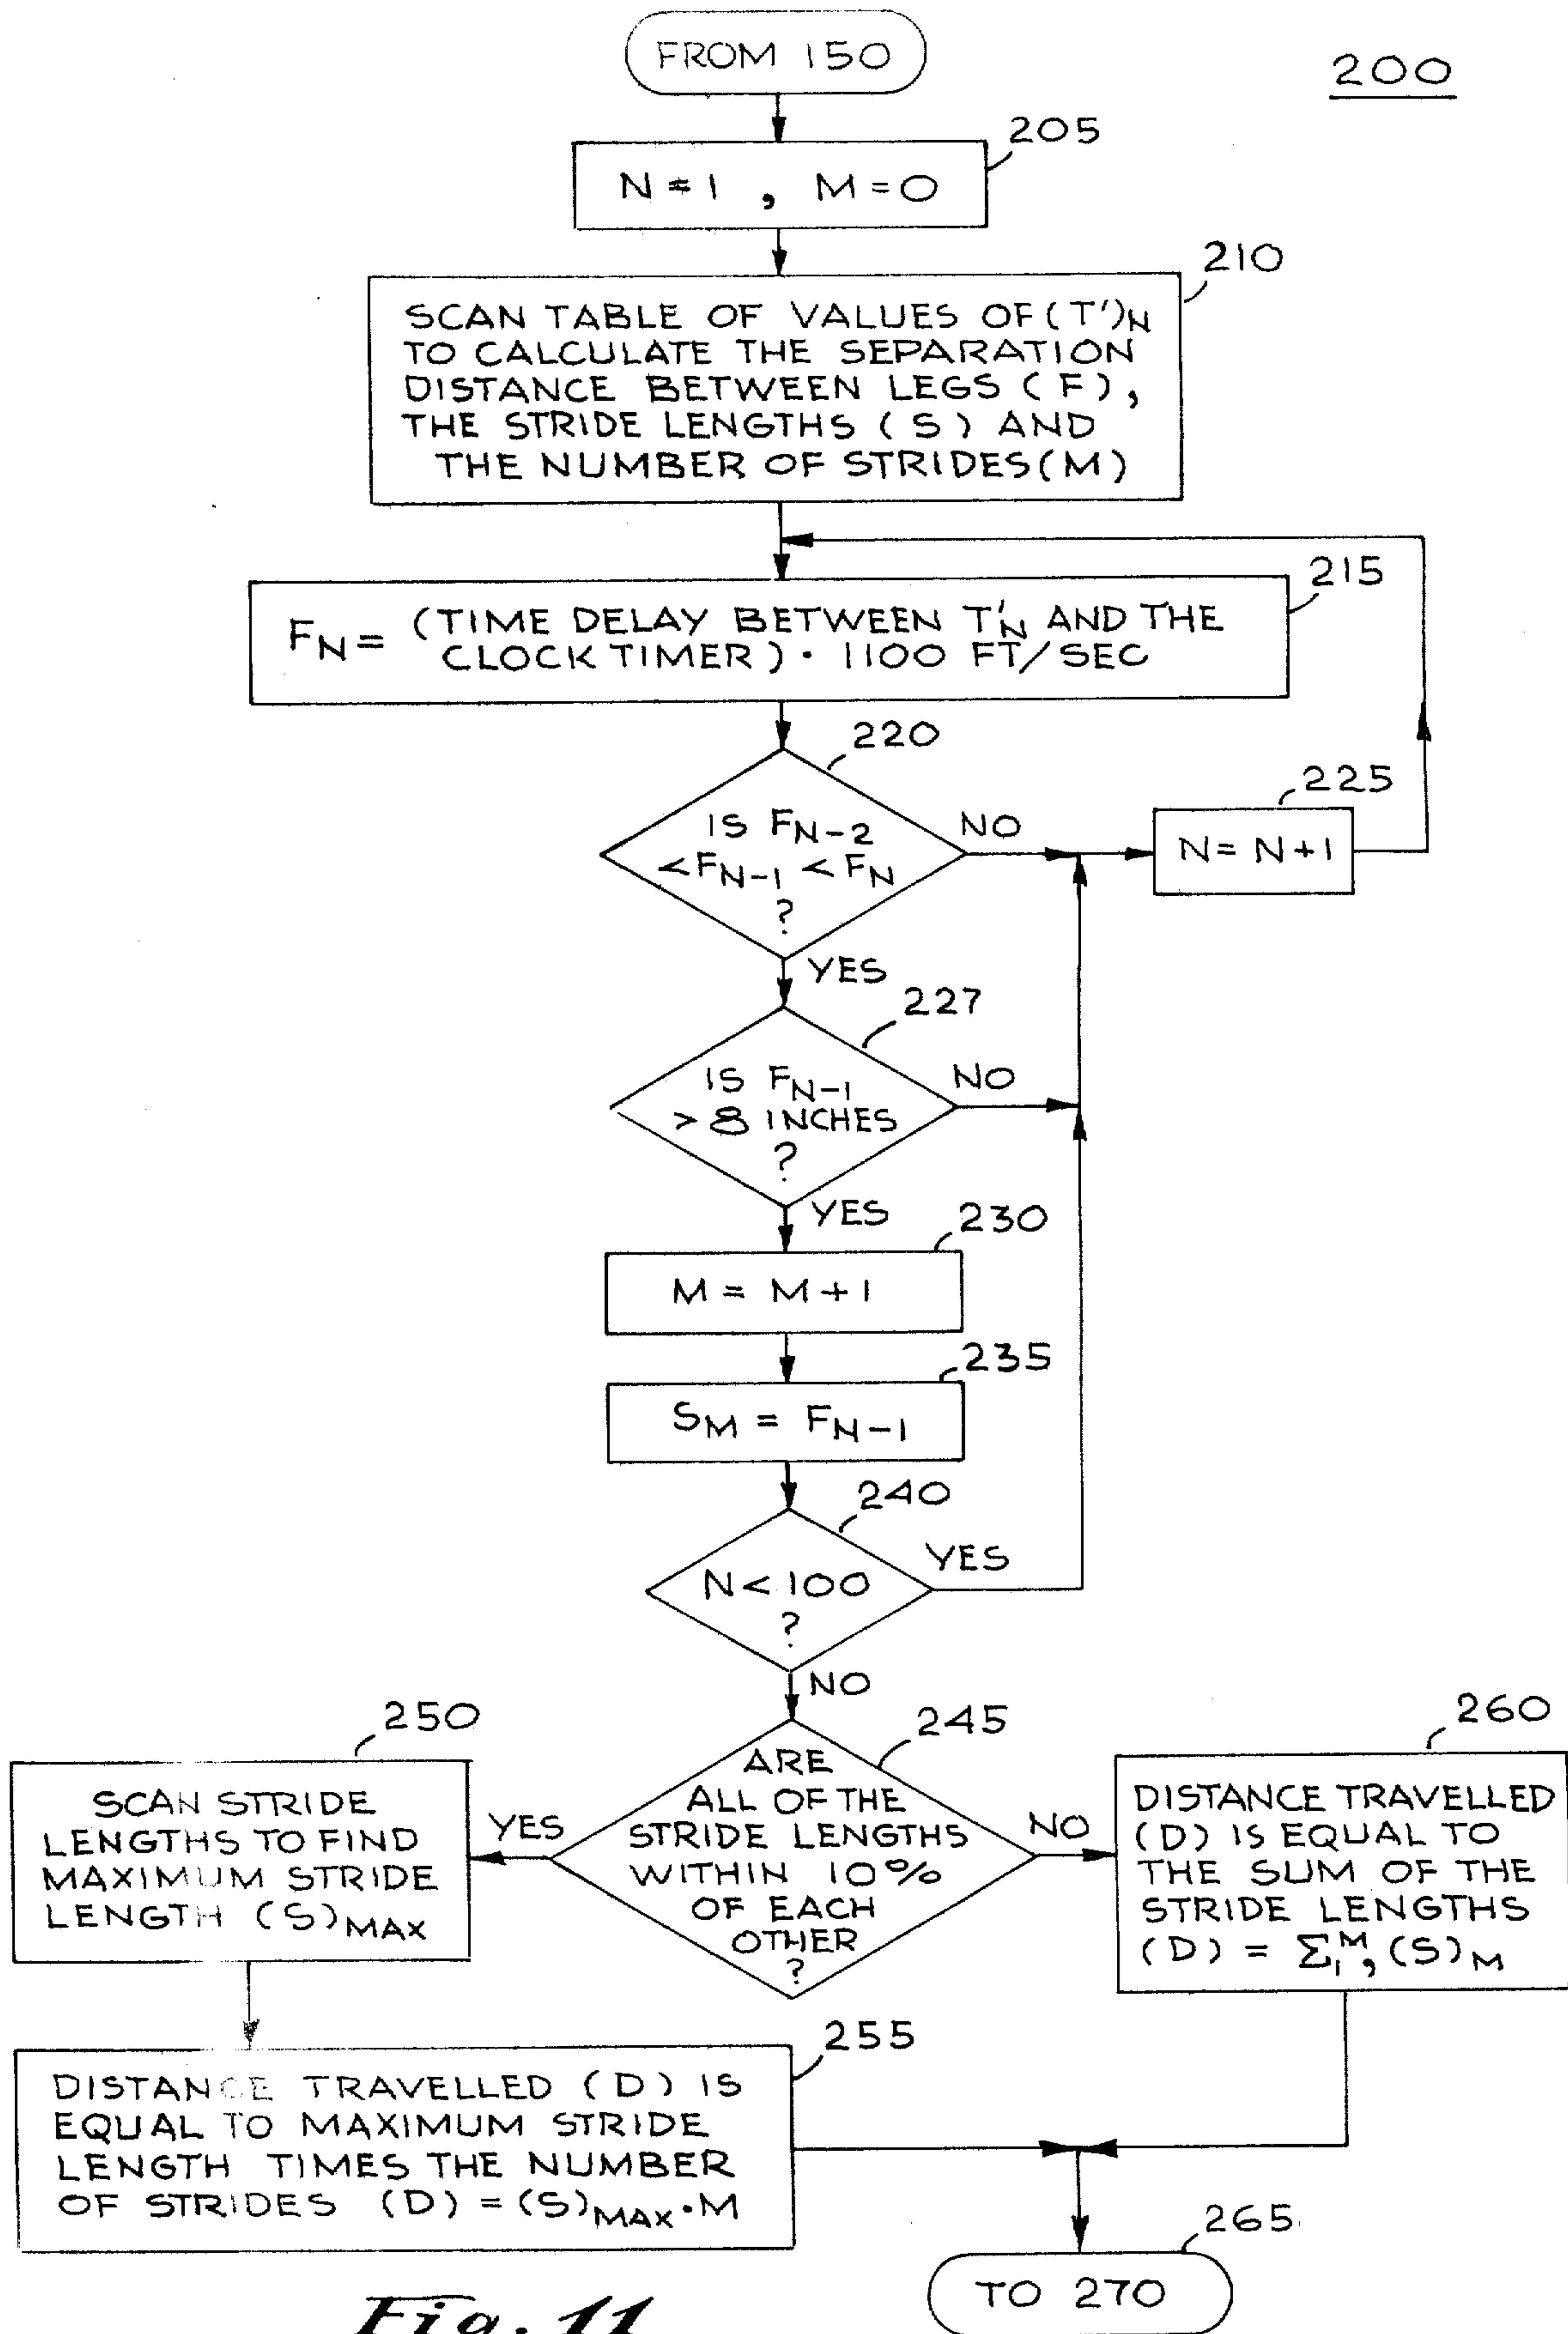 FROM 150
200
205
N = 1 , M = 0
210
SCAN TABLE OF VALUES OF (T')N
TO CALCULATE THE SEPARATION
DISTANCE BETWEEN LEGS (F),
THE STRIDE LENGTHS (S) AND
THE NUMBER OF STRIDES (M)
215
FN = (TIME DELAY BETWEEN T'N AND THE
CLOCK TIMER) · 1100 FT/SEC
220
IS FN-2
< FN-1 < FN
?
NO
YES
225
N = N + 1
227
IS FN-1
> 8 INCHES
?
NO
YES
230
M = M + 1
235
SM = FN-1
240
N < 100
?
YES
NO
245
ARE
ALL OF THE
STRIDE LENGTHS
WITHIN 10%
OF EACH
OTHER
?
YES
NO
250
SCAN STRIDE
LENGTHS TO FIND
MAXIMUM STRIDE
LENGTH (S)MAX
260
DISTANCE TRAVELLED
(D) IS EQUAL TO
THE SUM OF THE
STRIDE LENGTHS
(D) = Σ1M, (S)M
255
DISTANCE TRAVELLED (D) IS
EQUAL TO MAXIMUM STRIDE
LENGTH TIMES THE NUMBER
OF STRIDES (D) = (S)MAX · M
265
TO 270
Fig. 11